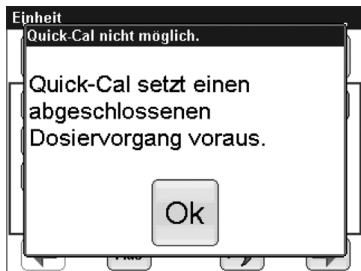 Einheit
Quick-Cal nicht möglich.
Quick-Cal setzt einen
abgeschlossenen
Dosiervorgang voraus.
Ok